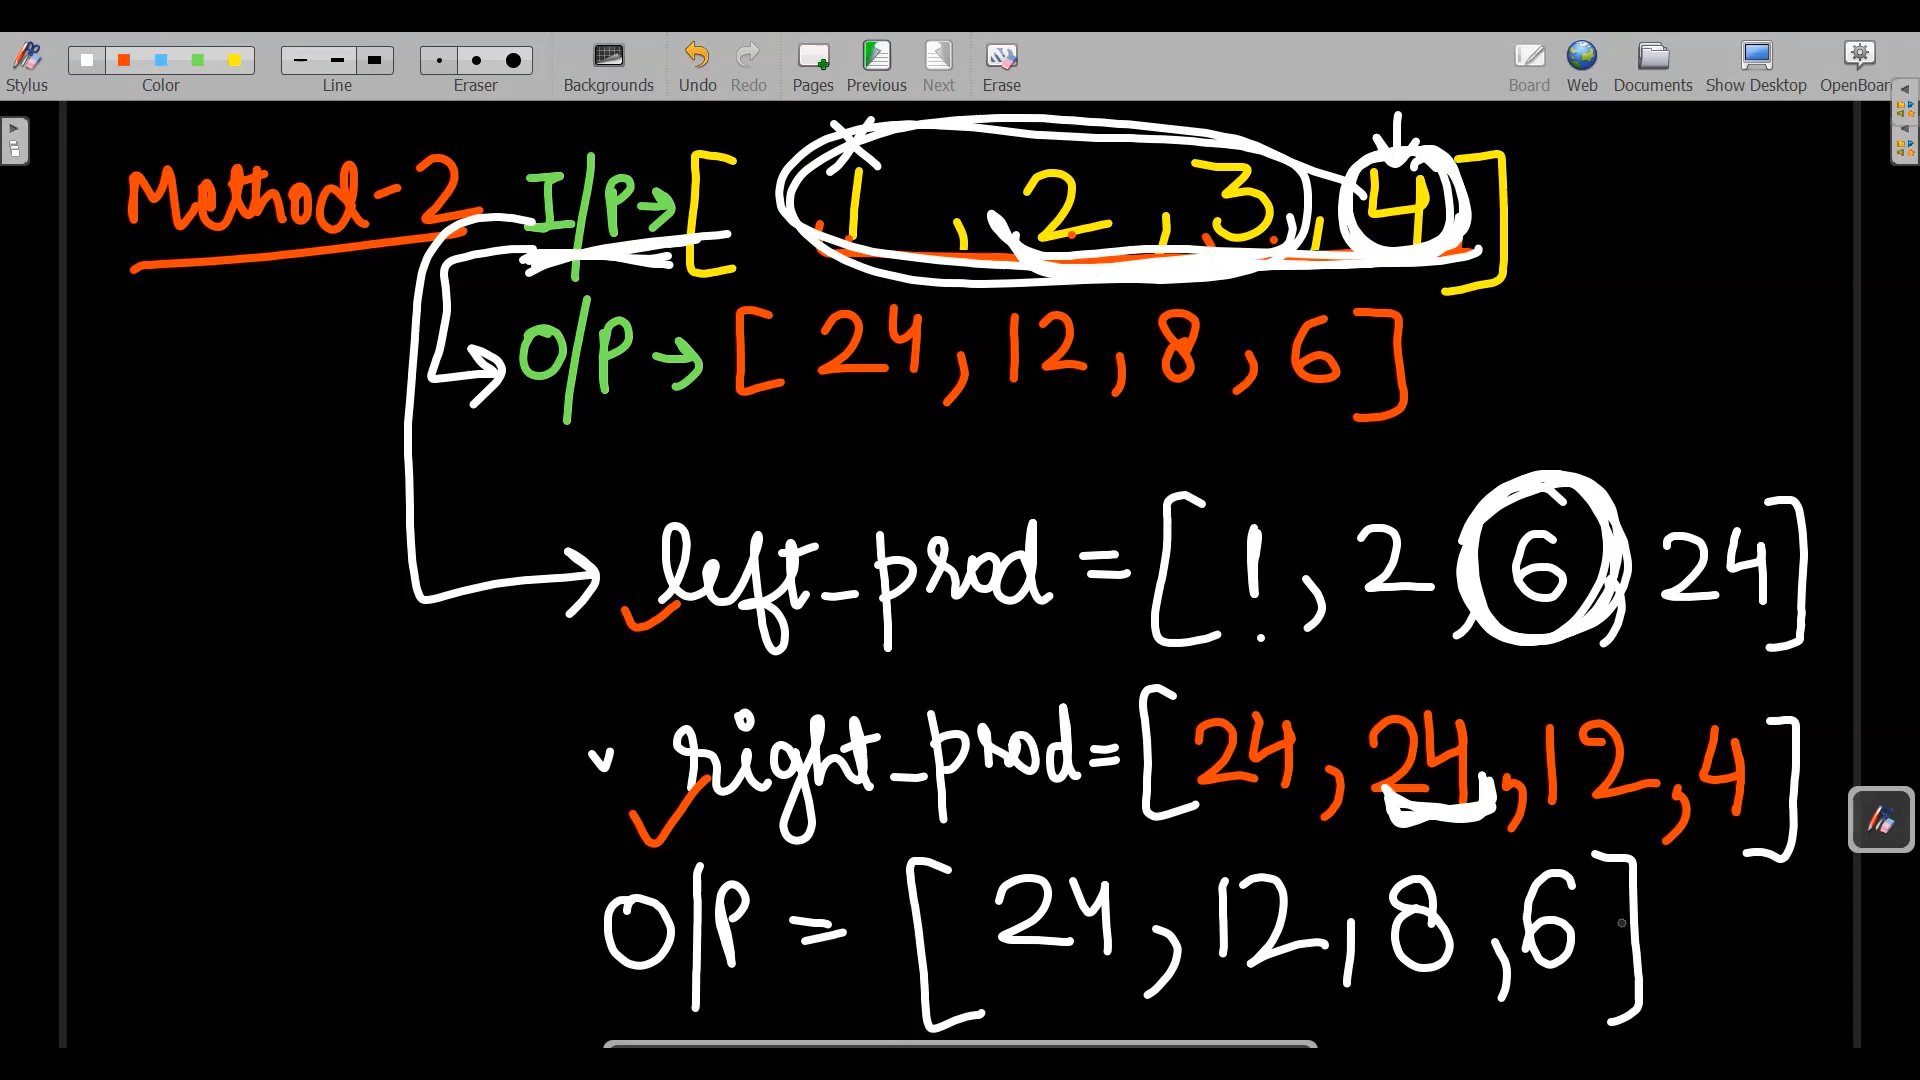 Stylus Color Line Eraser Backgrounds Undo Redo Pages Previous Next Erase Board Web Documents Show Desktop OpenBoar
Method-2 I/P → [ 1 , 2 , 3 , 4 ]
O/P → [ 24 , 12 , 8 , 6 ]
left_prod = [ ! , 2 , 6 , 24 ]
right_prod = [ 24 , 24 , 12 , 4 ]
O/P = [ 24 , 12 , 8 , 6 ]